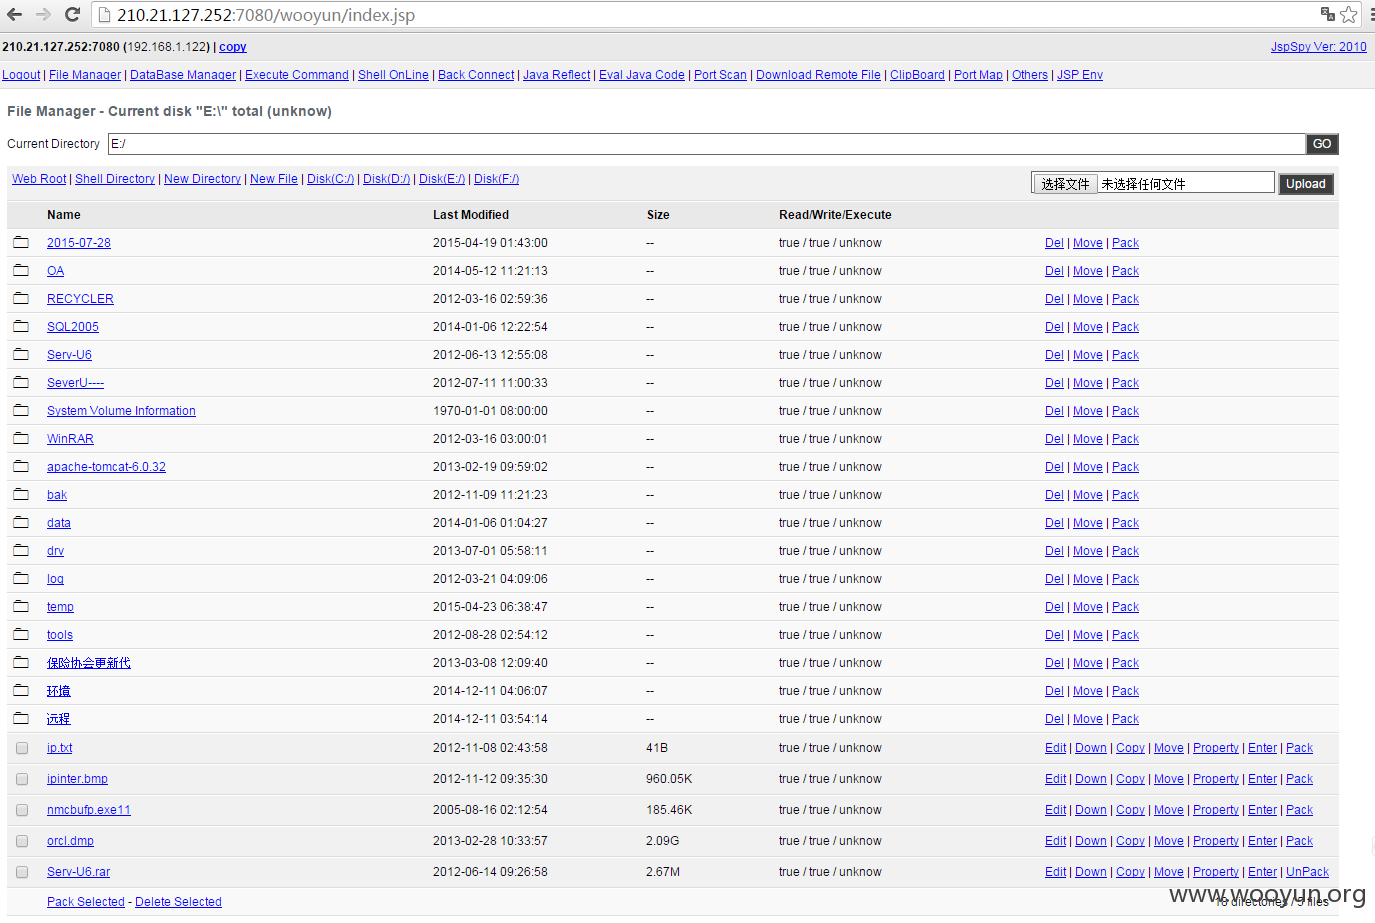 210.21.127.252:7080/wooyun/index.jsp
210.21.127.252:7080 (192.168.1.122) | copy JspSpy Ver: 2010
Logout | File Manager | DataBase Manager | Execute Command | Shell OnLine | Back Connect | Java Reflect | Eval Java Code | Port Scan | Download Remote File | ClipBoard | Port Map | Others | JSP Env
File Manager - Current disk "E:\" total (unknow)
Current Directory E:/ GO
Web Root | Shell Directory | New Directory | New File | Disk(C:/) | Disk(D:/) | Disk(E:/) | Disk(F:/) 选择文件 未选择任何文件 Upload
Name Last Modified Size Read/Write/Execute
2015-07-28 2015-04-19 01:43:00 -- true / true / unknow Del | Move | Pack
OA 2014-05-12 11:21:13 -- true / true / unknow Del | Move | Pack
RECYCLER 2012-03-16 02:59:36 -- true / true / unknow Del | Move | Pack
SQL2005 2014-01-06 12:22:54 -- true / true / unknow Del | Move | Pack
Serv-U6 2012-06-13 12:55:08 -- true / true / unknow Del | Move | Pack
SeverU---- 2012-07-11 11:00:33 -- true / true / unknow Del | Move | Pack
System Volume Information 1970-01-01 08:00:00 -- true / true / unknow Del | Move | Pack
WinRAR 2012-03-16 03:00:01 -- true / true / unknow Del | Move | Pack
apache-tomcat-6.0.32 2013-02-19 09:59:02 -- true / true / unknow Del | Move | Pack
bak 2012-11-09 11:21:23 -- true / true / unknow Del | Move | Pack
data 2014-01-06 01:04:27 -- true / true / unknow Del | Move | Pack
drv 2013-07-01 05:58:11 -- true / true / unknow Del | Move | Pack
log 2012-03-21 04:09:06 -- true / true / unknow Del | Move | Pack
temp 2015-04-23 06:38:47 -- true / true / unknow Del | Move | Pack
tools 2012-08-28 02:54:12 -- true / true / unknow Del | Move | Pack
保险协会更新代 2013-03-08 12:09:40 -- true / true / unknow Del | Move | Pack
环境 2014-12-11 04:06:07 -- true / true / unknow Del | Move | Pack
远程 2014-12-11 03:54:14 -- true / true / unknow Del | Move | Pack
ip.txt 2012-11-08 02:43:58 41B true / true / unknow Edit | Down | Copy | Move | Property | Enter | Pack
ipinter.bmp 2012-11-12 09:35:30 960.05K true / true / unknow Edit | Down | Copy | Move | Property | Enter | Pack
nmcbufp.exe11 2005-08-16 02:12:54 185.46K true / true / unknow Edit | Down | Copy | Move | Property | Enter | Pack
orcl.dmp 2013-02-28 10:33:57 2.09G true / true / unknow Edit | Down | Copy | Move | Property | Enter | Pack
Serv-U6.rar 2012-06-14 09:26:58 2.67M true / true / unknow Edit | Down | Copy | Move | Property | Enter | UnPack
Pack Selected - Delete Selected 18 directories / 5 files
www.wooyun.org